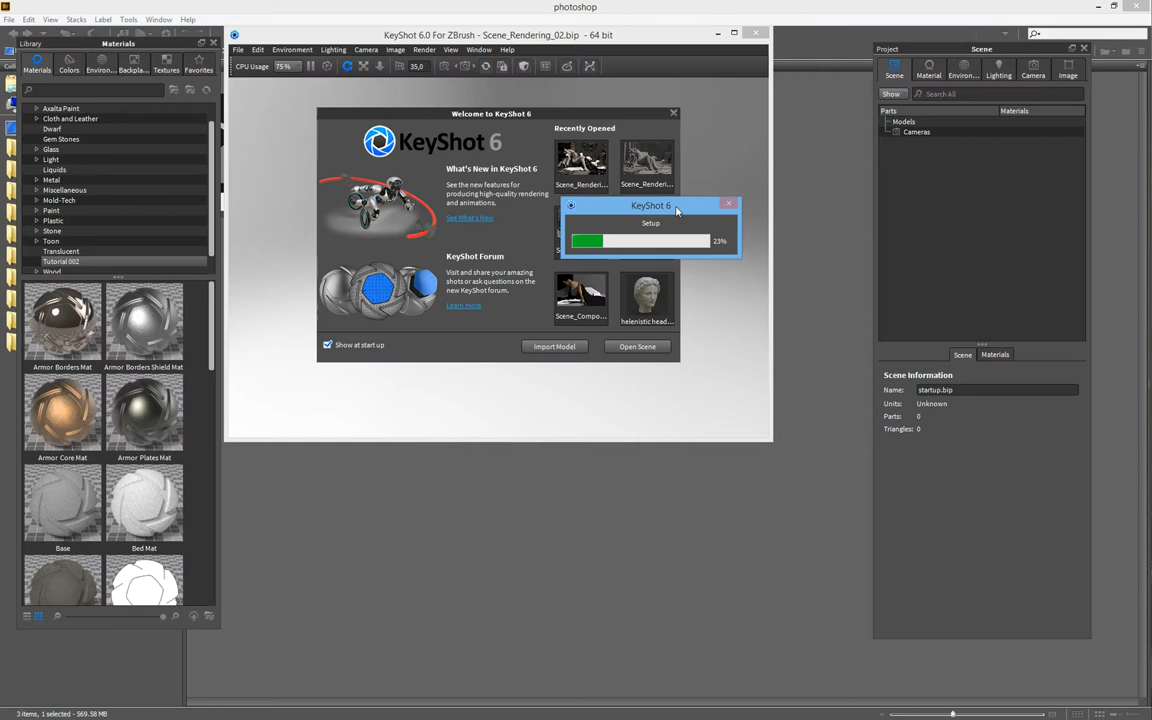 Br
photoshop
File Edit View Stacks Label Tools Window Help
KeyShot 6.0 For ZBrush - Scene_Rendering_02.bip - 64 bit
Library Materials
Materials Colors Environ... Backpla... Textures Favorites
Axalta Paint
Cloth and Leather
Dwarf
Gem Stones
Glass
Light
Liquids
Metal
Miscellaneous
Mold-Tech
Paint
Plastic
Stone
Toon
Translucent
Tutorial 002
Wood
Armor Borders Mat
Armor Borders Shield Mat
Armor Core Mat
Armor Plates Mat
Base
Bed Mat
File Edit Environment Lighting Camera Image Render View Window Help
CPU Usage 75 % 35,0
Welcome to KeyShot 6
KeyShot 6
What's New in KeyShot 6
See the new features for
producing high-quality rendering
and animations.
See What's New
KeyShot Forum
Visit and share your amazing
shots or ask questions on the
new KeyShot forum.
Learn more
Recently Opened
Scene_Renderi...
Scene_Renderi...
Scene_Compo...
helenistic head...
Show at start up
Import Model
Open Scene
KeyShot 6
Setup
23%
Project Scene
Scene Material Environ... Lighting Camera Image
Show Search All
Parts Materials
Models
Cameras
Scene Materials
Scene Information
Name: startup.bip
Units: Unknown
Parts: 0
Triangles: 0
3 items, 1 selected - 569.58 MB